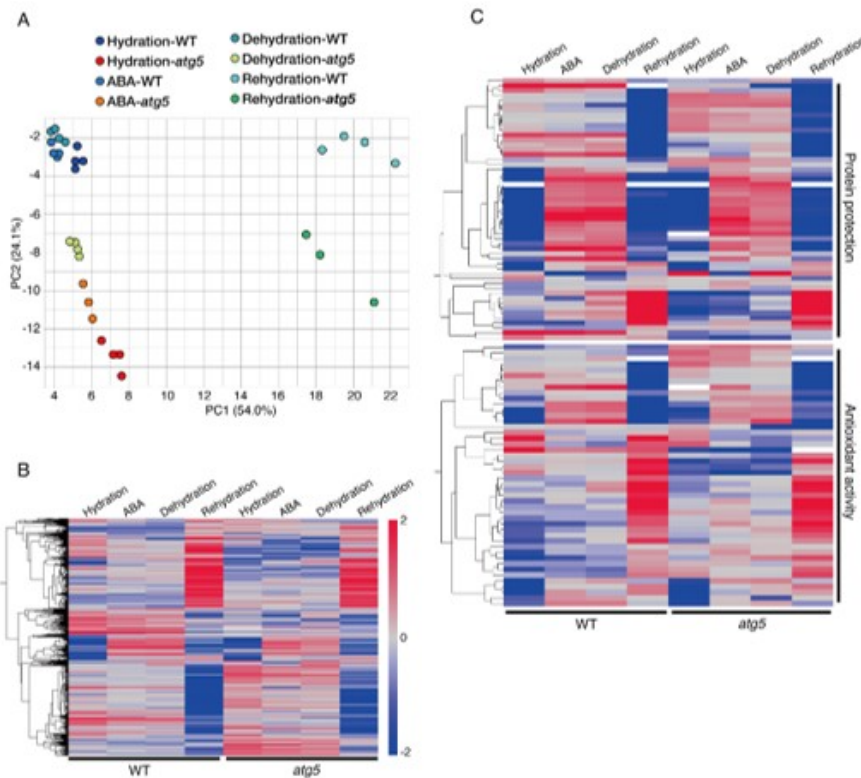 A
Hydration-WT
Hydration-atg5
ABA-WT
ABA-atg5
Dehydration-WT
Dehydration-atg5
Rehydration-WT
Rehydration-atg5
PC2 (24.1%)
-2
-4
-6
-8
-10
-12
-14
4 6 8 10 12 14 16 18 20 22
PC1 (54.0%)
B
Hydration ABA Dehydration Rehydration Hydration ABA Dehydration Rehydration
2
0
-2
WT atg5
C
Hydration ABA Dehydration Rehydration Hydration ABA Dehydration Rehydration
Protein protection
Antioxidant activity
WT atg5